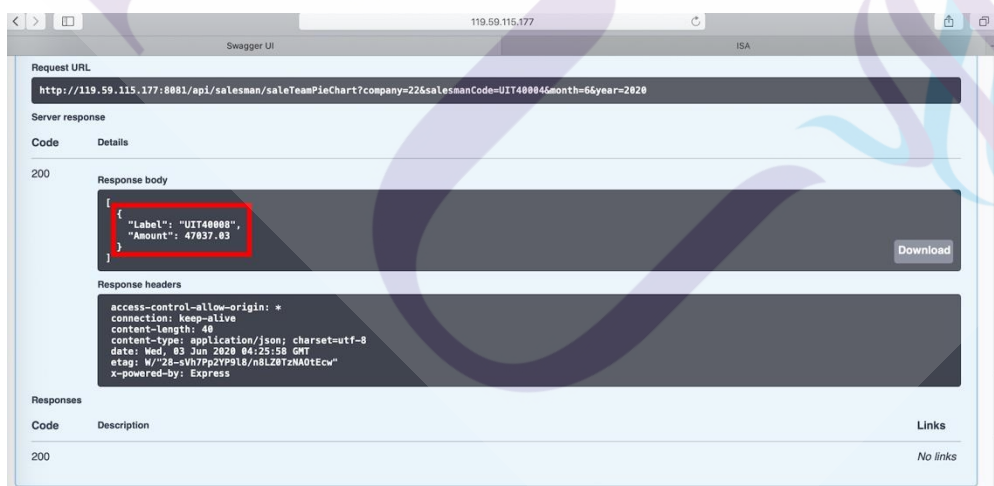 119.59.115.177
Swagger UI
ISA
Request URL
http://119.59.115.177:8081/api/salesman/saleTeamPieChart?company=22&salesmanCode=UIT40004&month=6&year=2020
Server response
Code Details
200
Response body
[
{
"Label": "UIT40008",
"Amount": 47037.03
}
]
Download
Response headers
access-control-allow-origin: *
connection: keep-alive
content-length: 40
content-type: application/json; charset=utf-8
date: Wed, 03 Jun 2020 04:25:58 GMT
etag: W/"28-sVh7Pp2YP9l8/n8LZ0TzNAOtEcw"
x-powered-by: Express
Responses
Code Description Links
200 No links